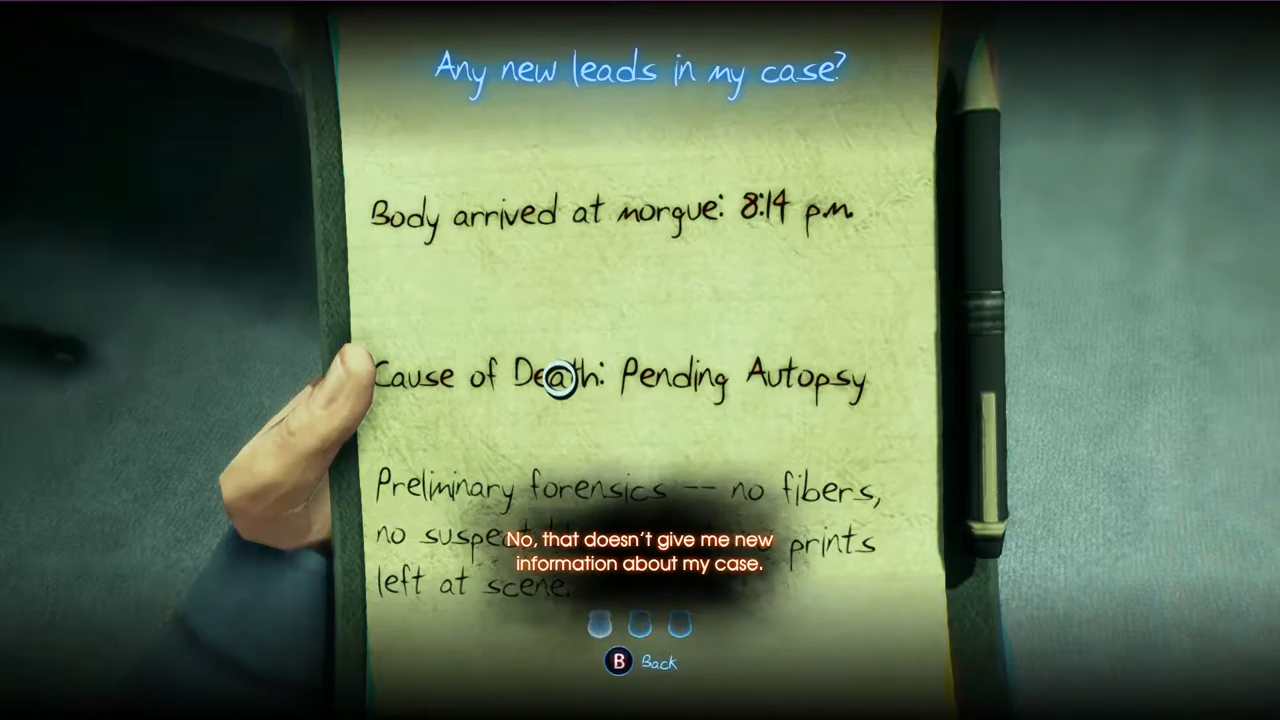 Any new leads in my case?
Body arrived at morgue: 8:14 p.m.
Cause of Death: Pending Autopsy
Preliminary forensics -- no fibers,
no prints
left at scene.
No, that doesn't give me new
information about my case.
B Back